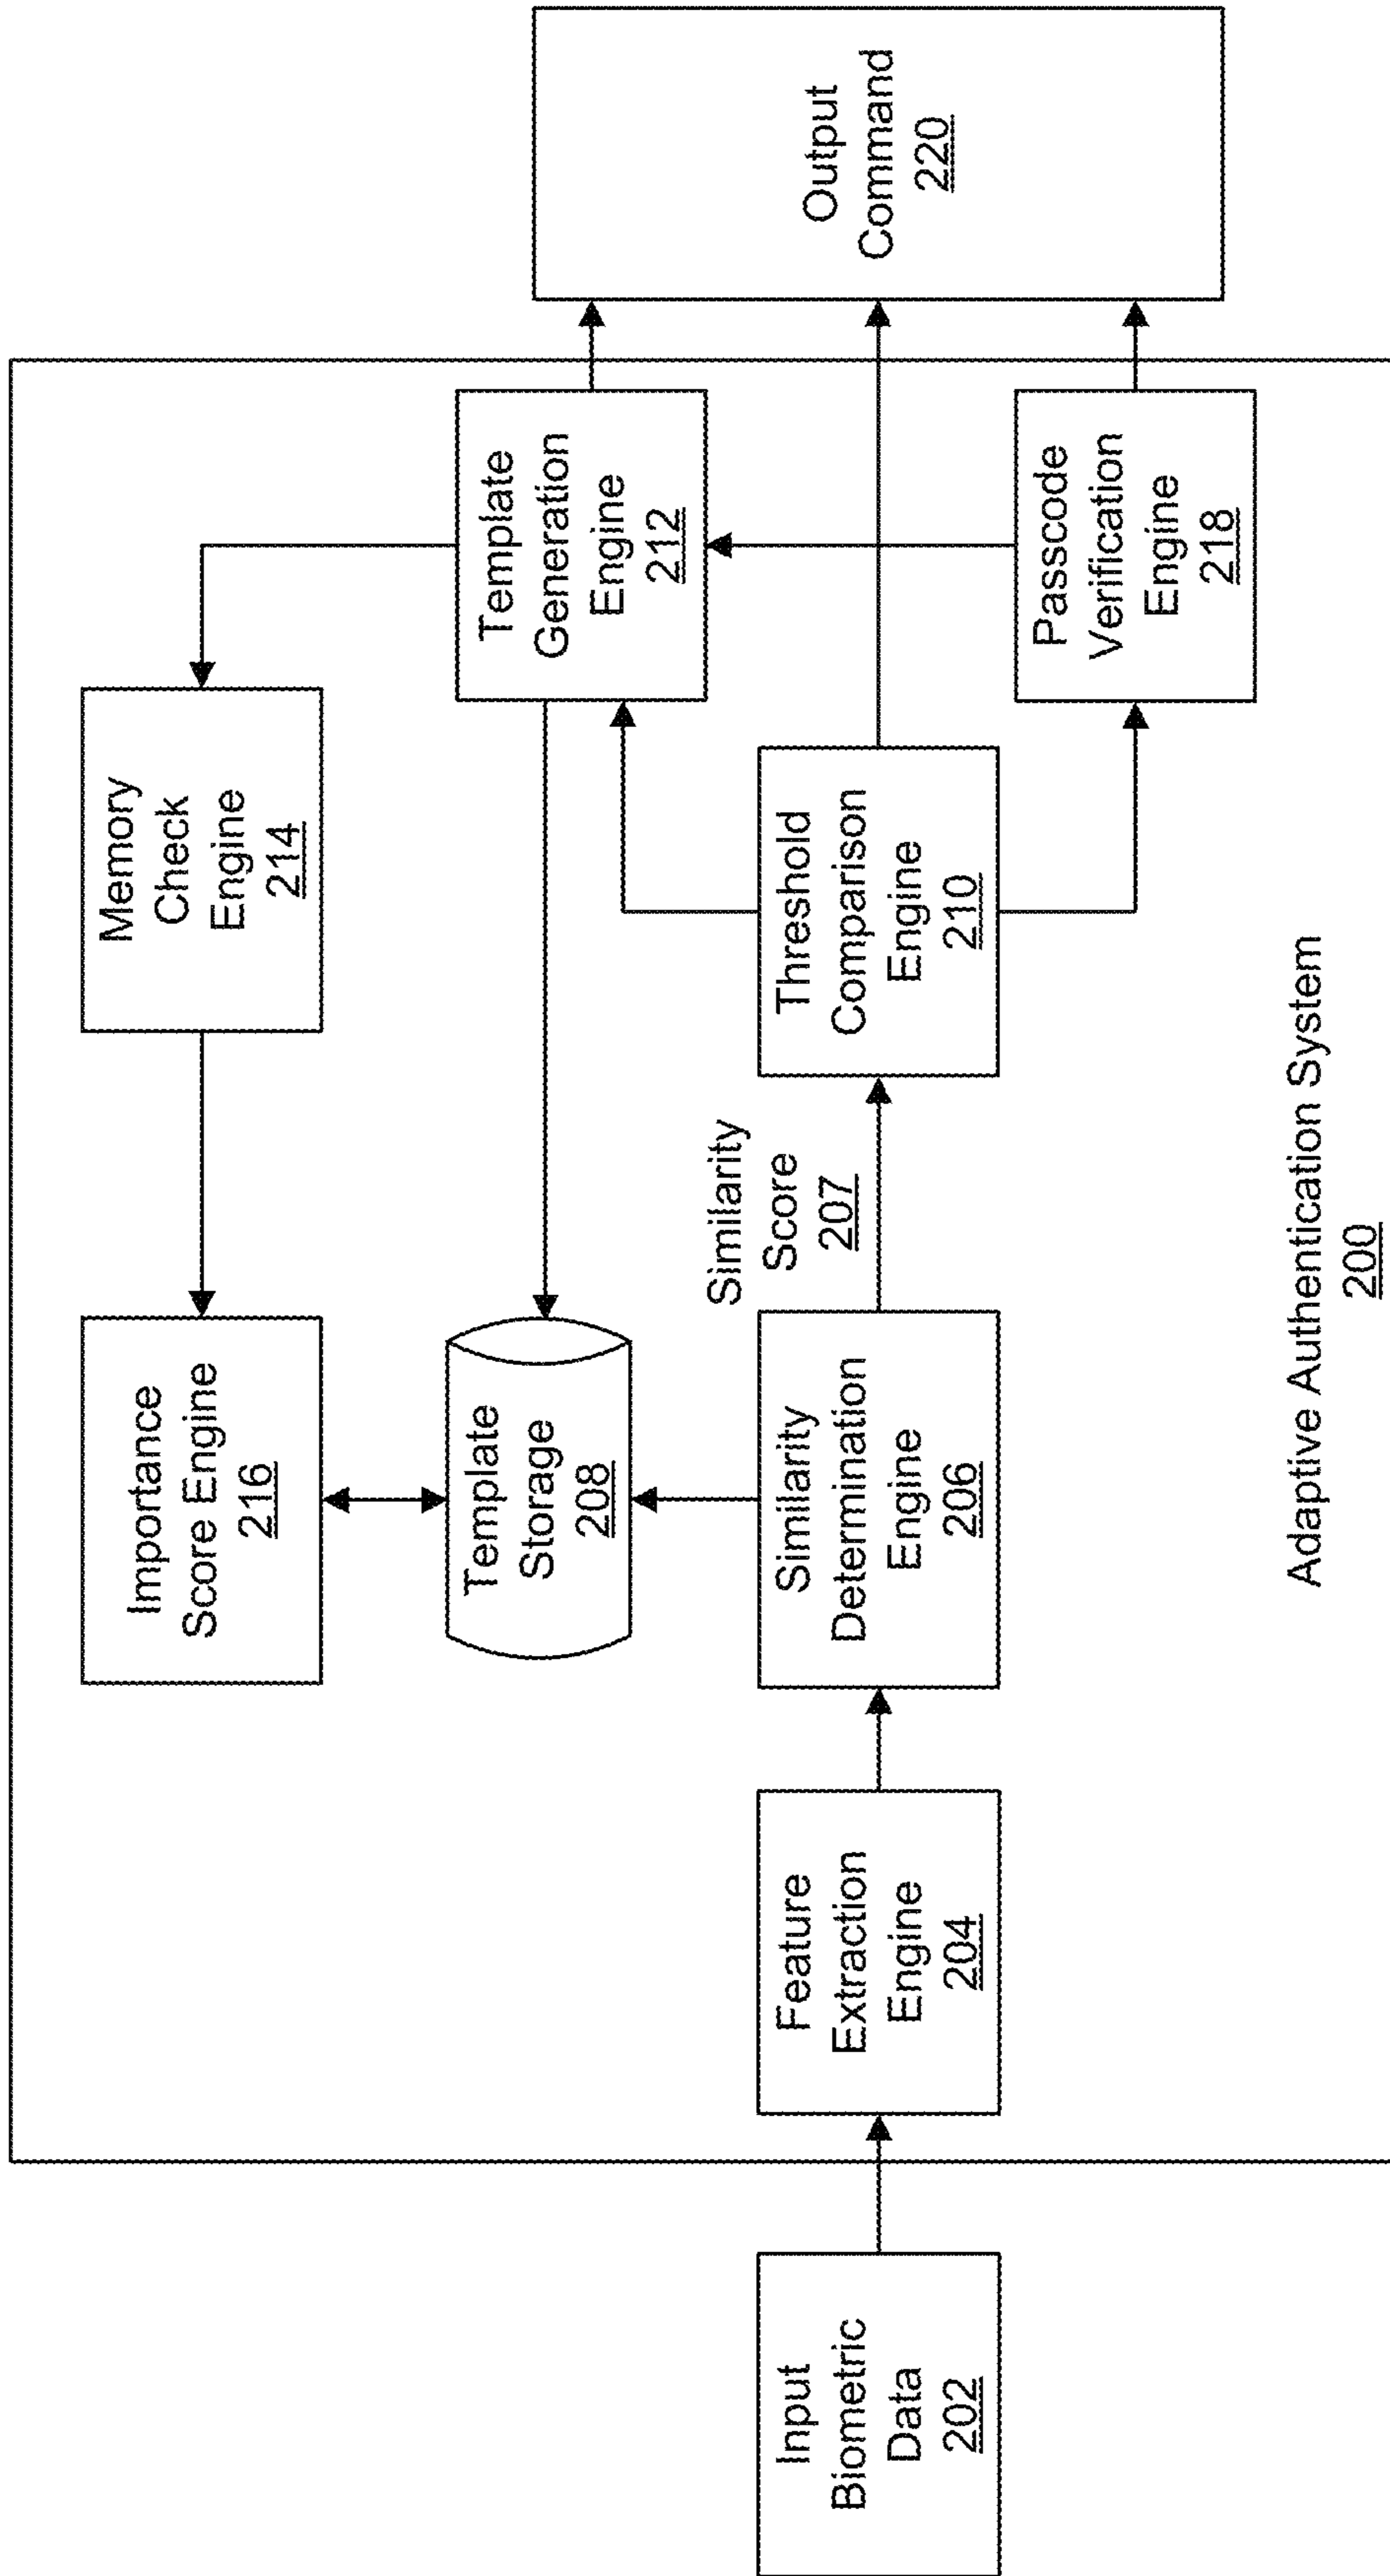 Input
Biometric
Data
202
Feature
Extraction
Engine
204
Importance
Score Engine
216
Template
Storage
208
Similarity
Determination
Engine
206
Similarity
Score
207
Memory
Check
Engine
214
Threshold
Comparison
Engine
210
Template
Generation
Engine
212
Passcode
Verification
Engine
218
Output
Command
220
Adaptive Authentication System
200